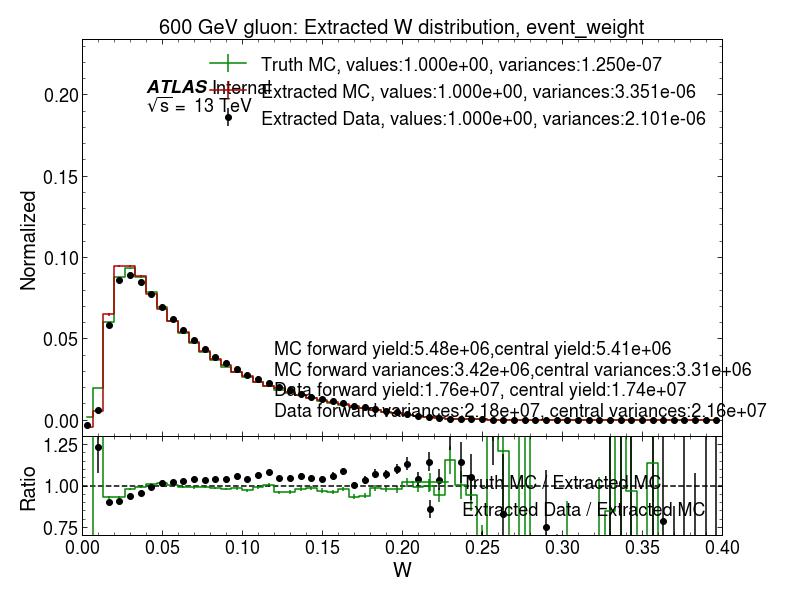 600 GeV gluon: Extracted W distribution, event_weight
Truth MC, values:1.000e+00, variances:1.250e-07
ATLAS Internal
Extracted MC, values:1.000e+00, variances:3.351e-06
√s = 13 TeV
Extracted Data, values:1.000e+00, variances:2.101e-06
Normalized
0.20
0.15
0.10
0.05
0.00
MC forward yield:5.48e+06,central yield:5.41e+06
MC forward variances:3.42e+06,central variances:3.31e+06
Data forward yield:1.76e+07, central yield:1.74e+07
Data forward variances:2.18e+07, central variances:2.16e+07
Ratio
1.25
1.00
0.75
Truth MC / Extracted MC
Extracted Data / Extracted MC
0.00 0.05 0.10 0.15 0.20 0.25 0.30 0.35 0.40
W